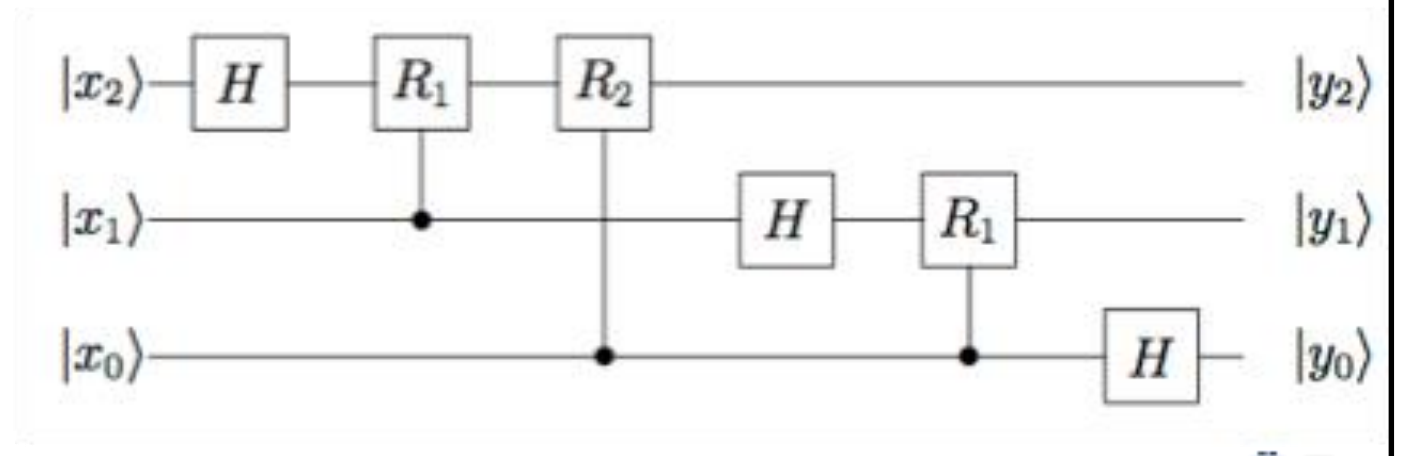 |x₂⟩ H R₁ R₂ |y₂⟩
|x₁⟩ H R₁ |y₁⟩
|x₀⟩ H |y₀⟩